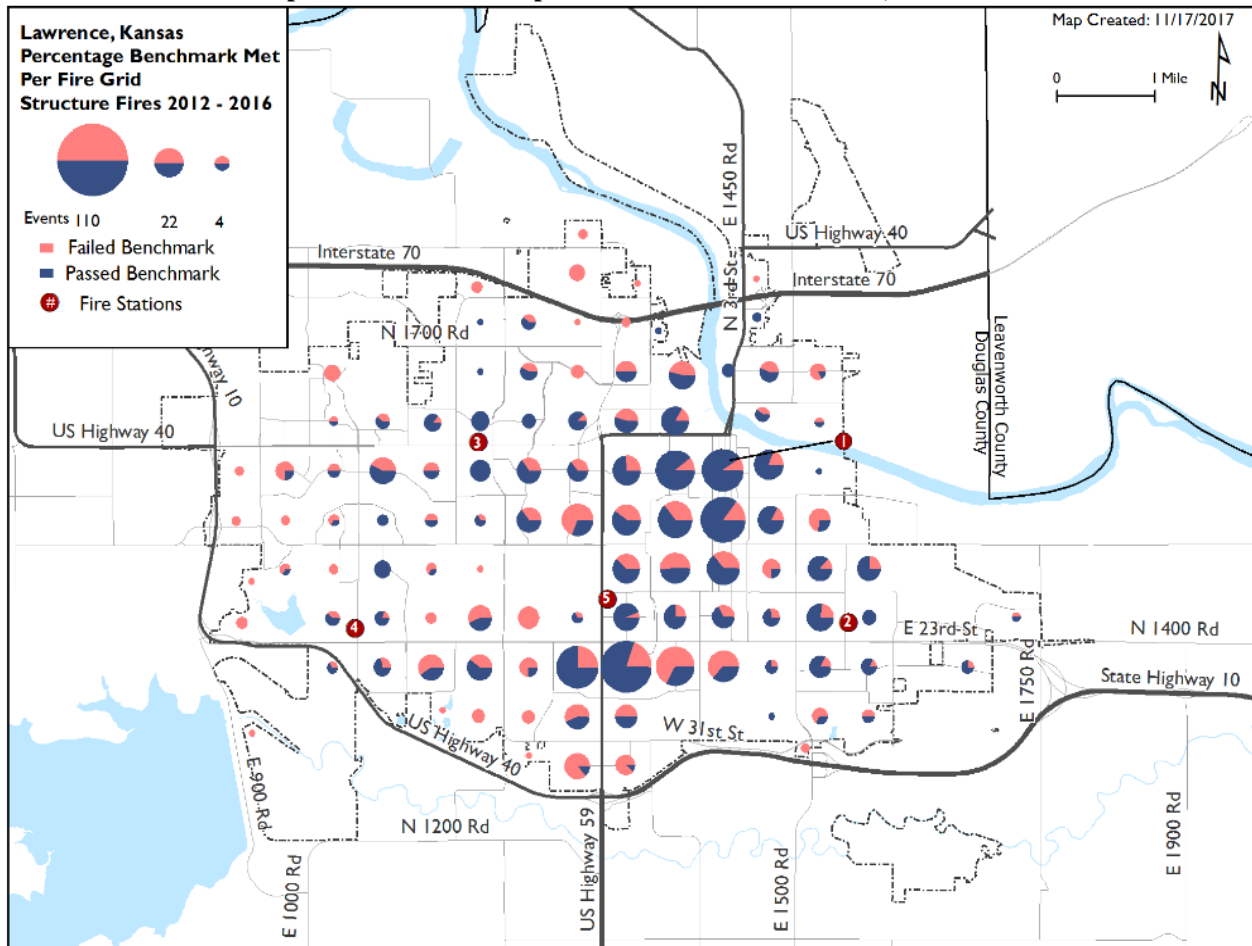 Lawrence, Kansas
Percentage Benchmark Met
Per Fire Grid
Structure Fires 2012 - 2016
Events 110 22 4
Failed Benchmark
Passed Benchmark
# Fire Stations
Map Created: 11/17/2017
0 1 Mile
N
E 1450 Rd
US Highway 40
Interstate 70
Interstate 70
N 3rd St
N 1700 Rd
Leavenworth County
Douglas County
10
US Highway 40
3
1
5
4
2
E 23rd St
N 1400 Rd
E 1750 Rd
State Highway 10
W 31st St
US Highway 40
E 900 Rd
N 1200 Rd
E 1000 Rd
US Highway 59
E 1500 Rd
E 1900 Rd